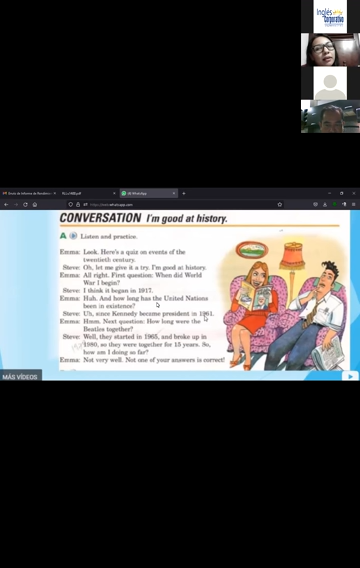 Inglés
Corporativo
WhatsApp
CONVERSATION I'm good at history.
A Listen and practice.
Emma: Look. Here's a quiz on events of the
twentieth century.
Steve: Oh, let me give it a try. I'm good at history.
Emma: All right. First question: When did World
War I begin?
Steve: I think it began in 1917.
Emma: Huh. And how long has the United Nations
been in existence?
Steve: Uh, since Kennedy became president in 1961.
Emma: Hmm. Next question: How long were the
Beatles together?
Steve: Well, they started in 1965, and broke up in
1980, so they were together for 15 years. So,
how am I doing so far?
Emma: Not very well. Not one of your answers is correct!
MÁS VÍDEOS